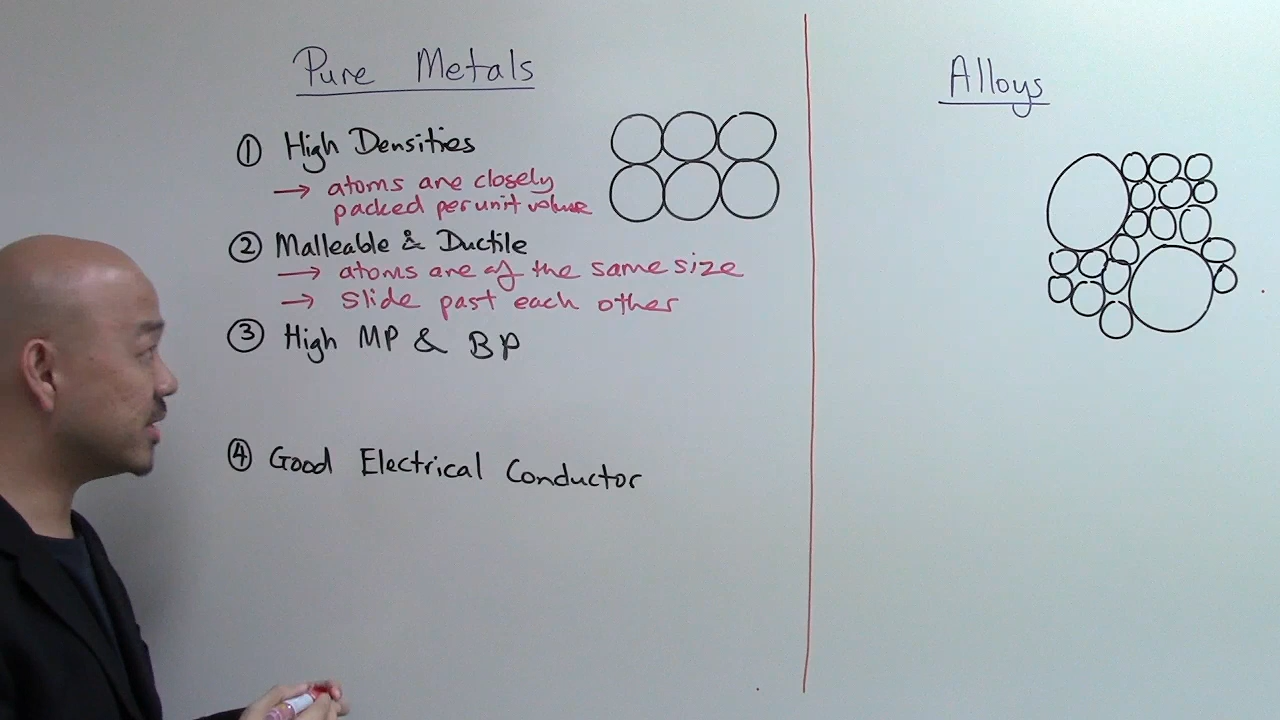 Pure Metals
① High Densities
→ atoms are closely
packed per unit volume
② Malleable & Ductile
→ atoms are of the same size
→ slide past each other
③ High MP & BP
④ Good Electrical Conductor
Alloys